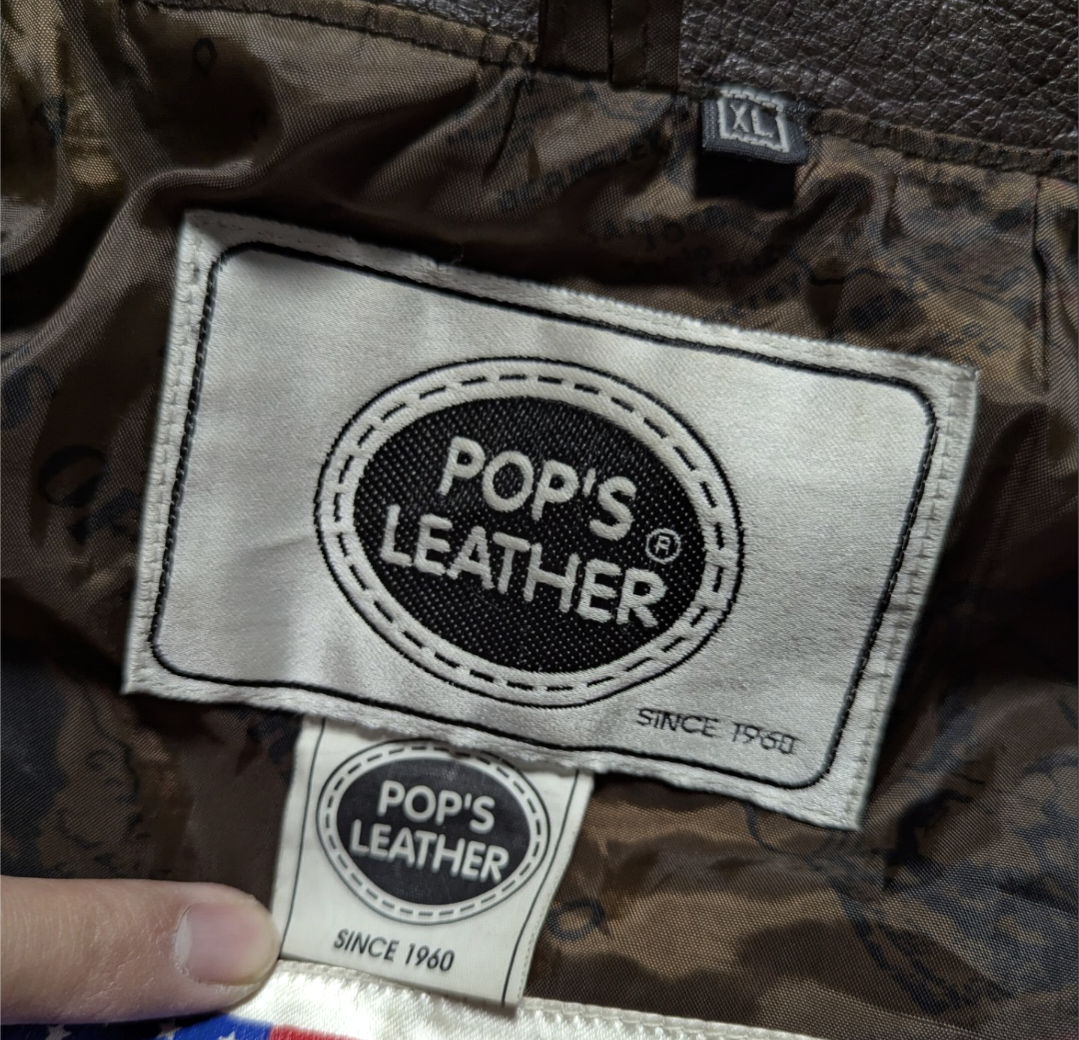 XL
POP'S
LEATHER
®
SINCE 1960
POP'S
LEATHER
SINCE 1960